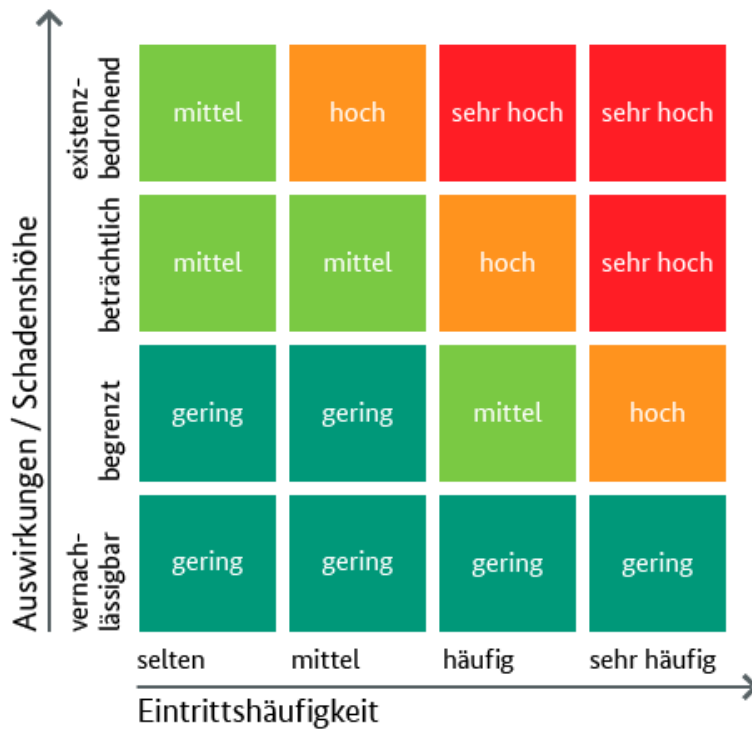 Auswirkungen / Schadenshöhe
existenz-
bedrohend
mittel
hoch
sehr hoch
sehr hoch
beträchtlich
mittel
mittel
hoch
sehr hoch
begrenzt
gering
gering
mittel
hoch
vernach-
lässigbar
gering
gering
gering
gering
selten
mittel
häufig
sehr häufig
Eintrittshäufigkeit